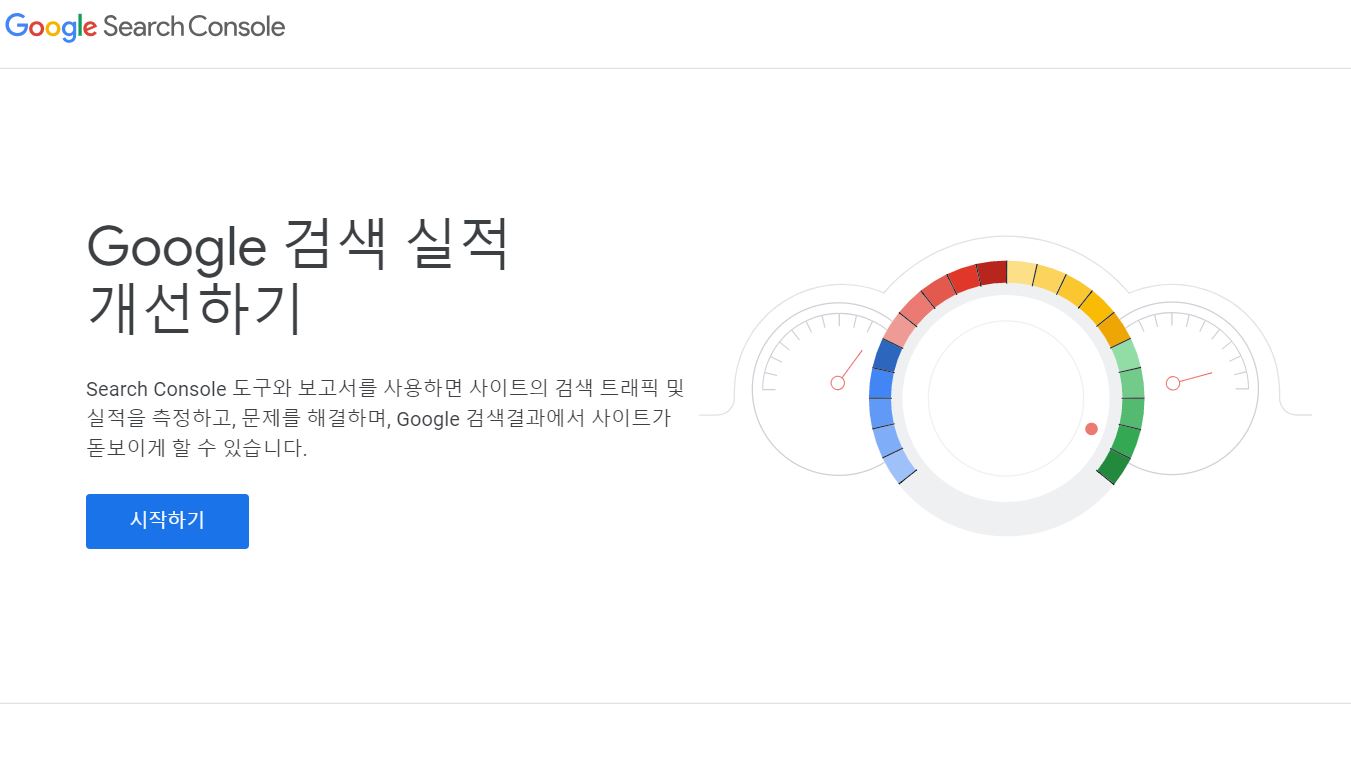 Google Search Console
Google 검색 실적
개선하기
Search Console 도구와 보고서를 사용하면 사이트의 검색 트래픽 및
실적을 측정하고, 문제를 해결하며, Google 검색결과에서 사이트가
돋보이게 할 수 있습니다.
시작하기